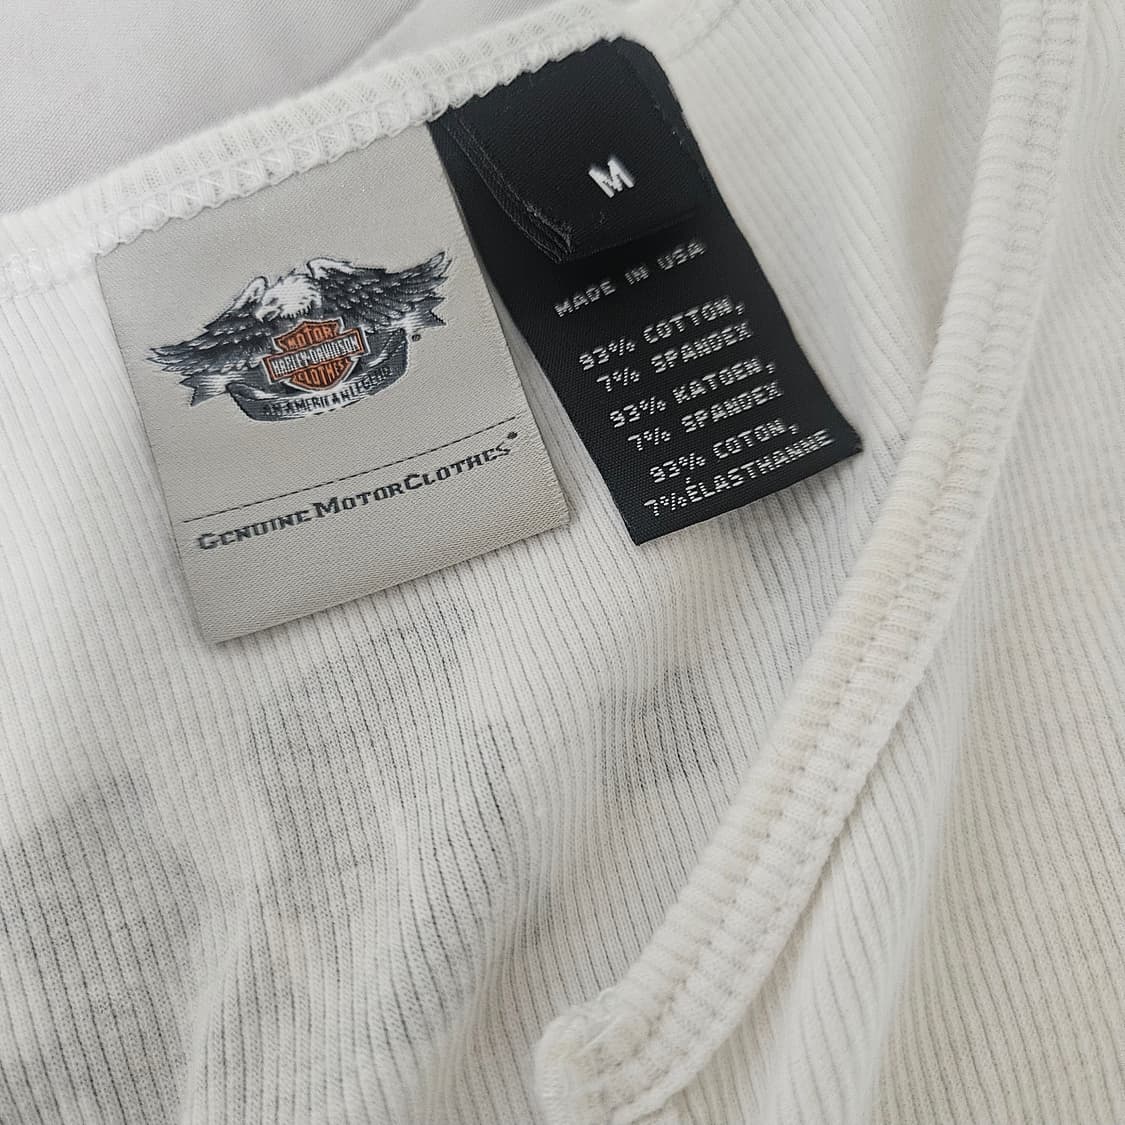 MOTOR
HARLEY-DAVIDSON
CLOTHES
AN AMERICAN LEGEND
®
GENUINE MOTORCLOTHES®
M
MADE IN USA
93% COTTON,
7% SPANDEX
93% KATOEN,
7% SPANDEX
93% COTON,
7%ÉLASTHANNE